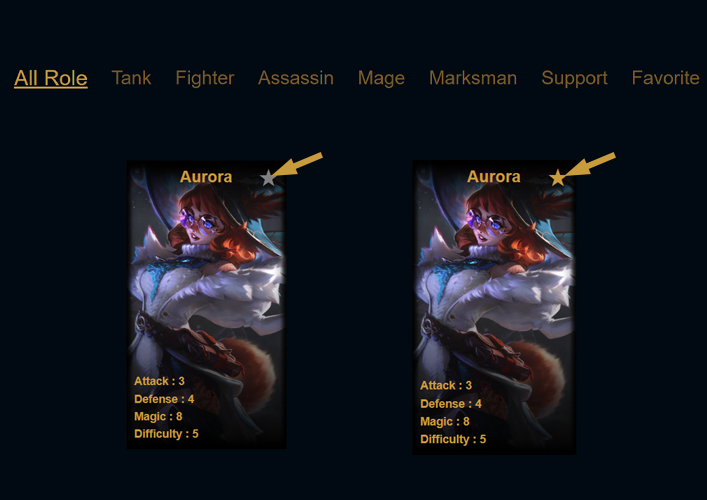 All Role Tank Fighter Assassin Mage Marksman Support Favorite
Aurora
Attack : 3
Defense : 4
Magic : 8
Difficulty : 5
Aurora
Attack : 3
Defense : 4
Magic : 8
Difficulty : 5